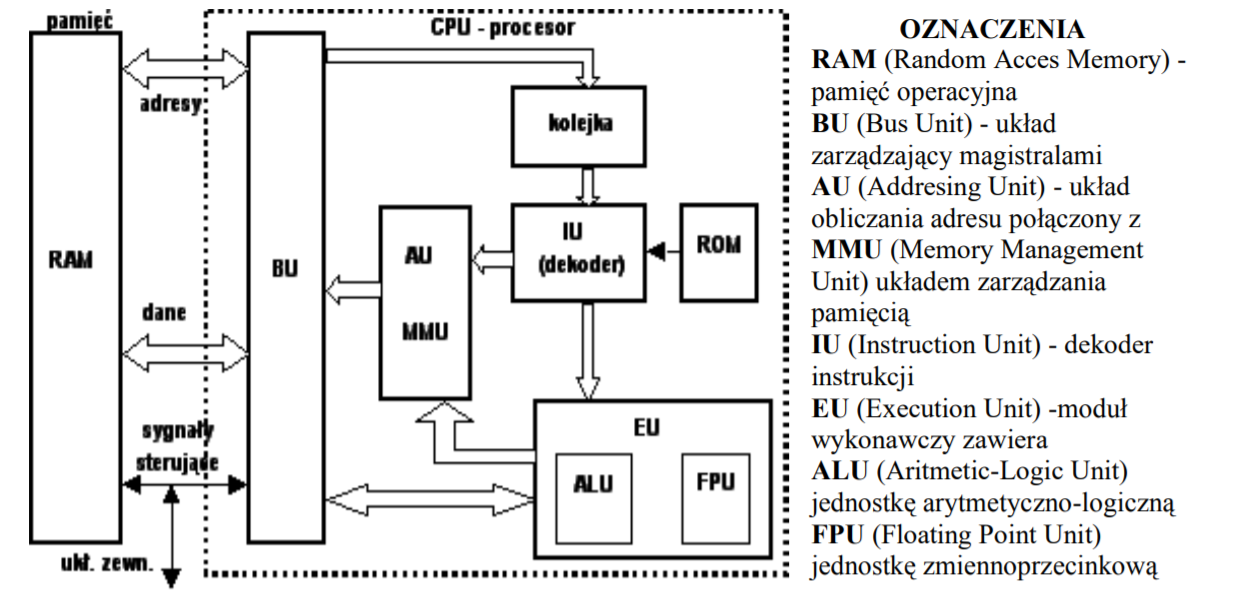 pamięć
CPU - procesor
adresy
kolejka
RAM
BU
AU
MMU
IU
(dekoder)
ROM
dane
sygnały
sterujące
EU
ALU
FPU
ukł. zewn.
OZNACZENIA
RAM (Random Acces Memory) -
pamięć operacyjna
BU (Bus Unit) - układ
zarządzający magistralami
AU (Addresing Unit) - układ
obliczania adresu połączony z
MMU (Memory Management
Unit) układem zarządzania
pamięcią
IU (Instruction Unit) - dekoder
instrukcji
EU (Execution Unit) -moduł
wykonawczy zawiera
ALU (Aritmetic-Logic Unit)
jednostkę arytmetyczno-logiczną
FPU (Floating Point Unit)
jednostkę zmiennoprzecinkową